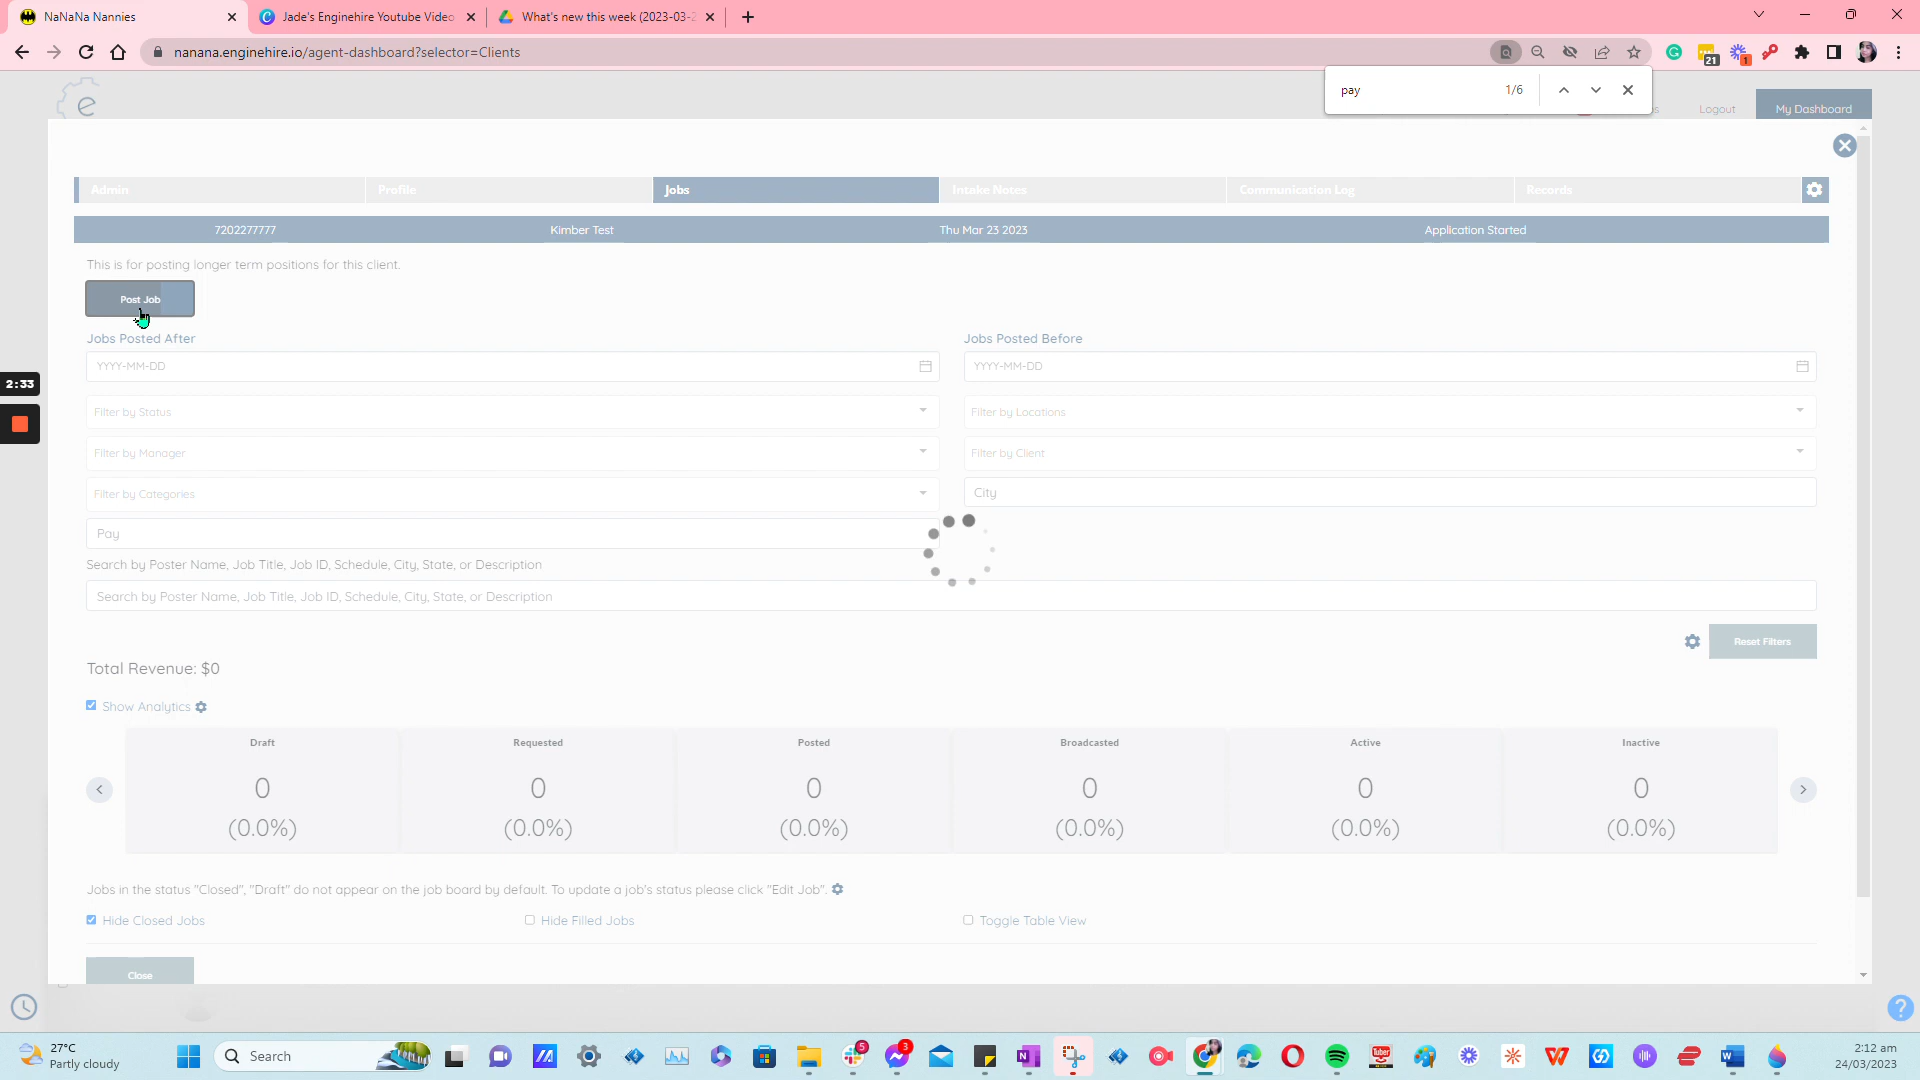 NaNaNa Nannies
Jade's Enginehire Youtube Video
What's new this week (2023-03-2
nanana.enginehire.io/agent-dashboard?selector=Clients
21
1
pay
1/6
e
Logout
My Dashboard
Admin
Profile
Jobs
Intake Notes
Communication Log
Records
7202277777
Kimber Test
Thu Mar 23 2023
Application Started
This is for posting longer term positions for this client.
Post Job
Jobs Posted After
Jobs Posted Before
YYYY-MM-DD
YYYY-MM-DD
2:33
Filter by Status
Filter by Locations
Filter by Manager
Filter by Client
Filter by Categories
City
Pay
Search by Poster Name, Job Title, Job ID, Schedule, City, State, or Description
Search by Poster Name, Job Title, Job ID, Schedule, City, State, or Description
Reset Filters
Total Revenue: $0
Show Analytics
Draft
Requested
Posted
Broadcasted
Active
Inactive
0
0
0
0
0
0
(0.0%)
(0.0%)
(0.0%)
(0.0%)
(0.0%)
(0.0%)
Jobs in the status "Closed", "Draft" do not appear on the job board by default. To update a job's status please click "Edit Job".
Hide Closed Jobs
Hide Filled Jobs
Toggle Table View
Close
27°C
Partly cloudy
Search
5
3
Tuber
2:12 am
24/03/2023